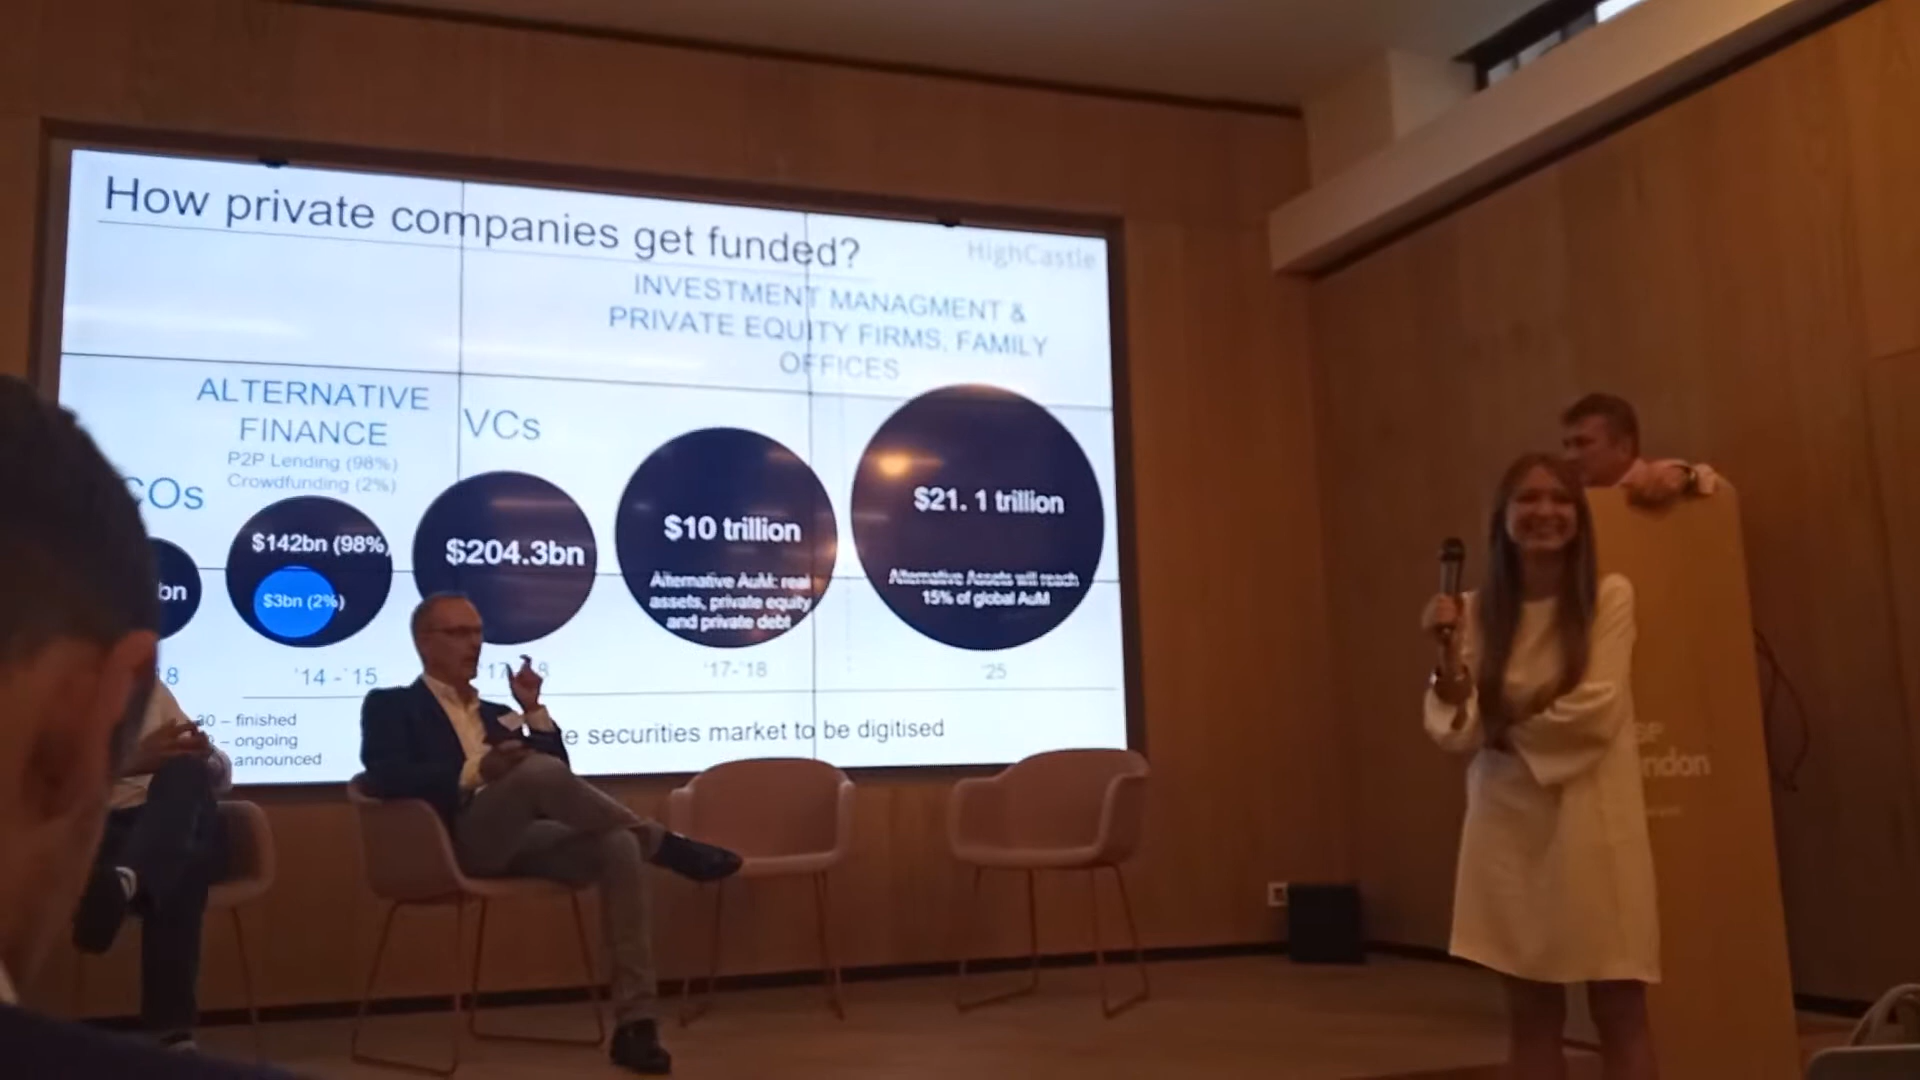 How private companies get funded?
HighCastle
INVESTMENT MANAGMENT &
PRIVATE EQUITY FIRMS, FAMILY
OFFICES
ALTERNATIVE
FINANCE
P2P Lending (98%)
Crowdfunding (2%)
VCs
COs
bn
$142bn (98%)
$3bn (2%)
$204.3bn
$10 trillion
Alternative AuM: real
assets, private equity
and private debt
$21. 1 trillion
Alternative Assets will reach
15% of global AuM
'14 - '15
'17-'18
'25
– finished
– ongoing
announced
securities market to be digitised